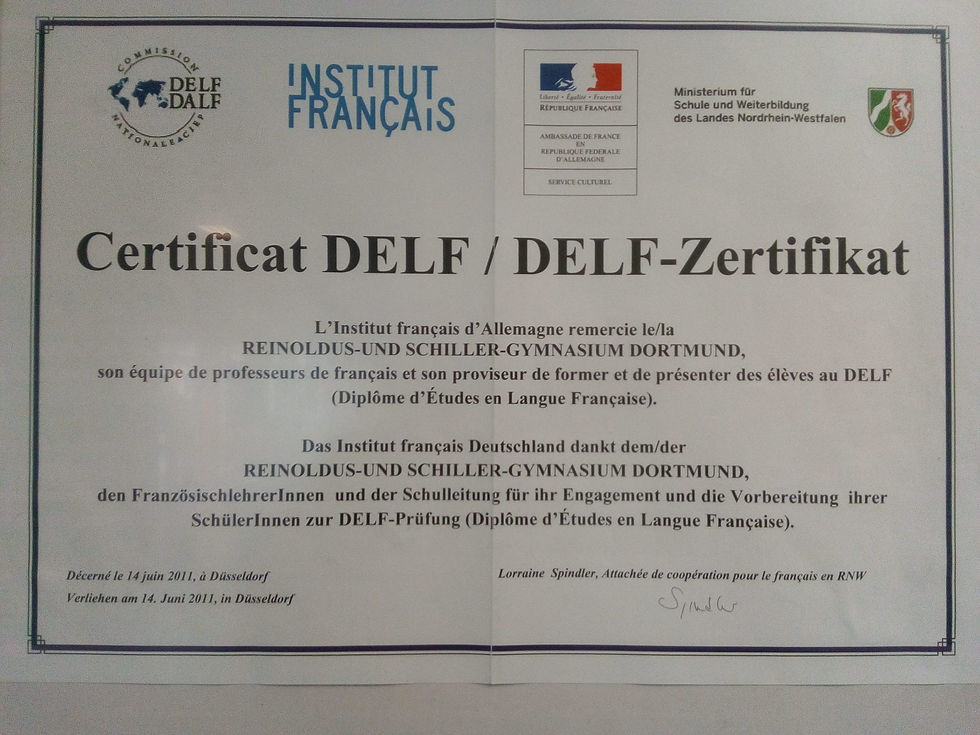 COMMISSION
DELF
DALF
NATIONALE
CIEP
INSTITUT
FRANÇAIS
Liberté • Égalité • Fraternité
RÉPUBLIQUE FRANÇAISE
AMBASSADE DE FRANCE
EN
REPUBLIQUE FEDERALE
D'ALLEMAGNE
SERVICE CULTUREL
Ministerium für
Schule und Weiterbildung
des Landes Nordrhein-Westfalen
Certificat DELF / DELF-Zertifikat
L'Institut français d'Allemagne remercie le/la
REINOLDUS-UND SCHILLER-GYMNASIUM DORTMUND,
son équipe de professeurs de français et son proviseur de former et de présenter des élèves au DELF
(Diplôme d'Études en Langue Française).
Das Institut français Deutschland dankt dem/der
REINOLDUS-UND SCHILLER-GYMNASIUM DORTMUND,
den FranzösischlehrerInnen und der Schulleitung für ihr Engagement und die Vorbereitung ihrer
SchülerInnen zur DELF-Prüfung (Diplôme d'Études en Langue Française).
Décerné le 14 juin 2011, à Düsseldorf
Verliehen am 14. Juni 2011, in Düsseldorf
Lorraine Spindler, Attachée de coopération pour le français en RNW
Spindler